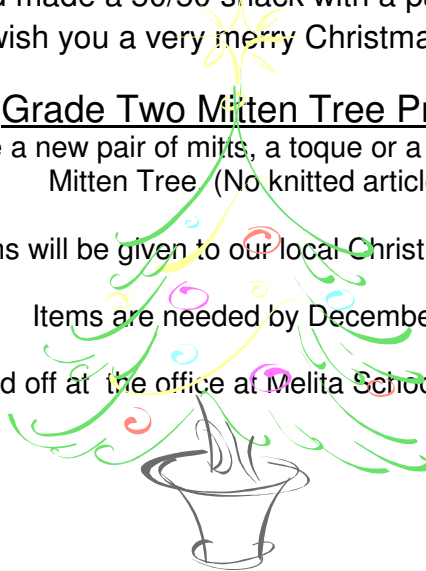 made a 50/50 snack with a
wish you a very merry Christma
Grade Two Mitten Tree Pr
a new pair of mitts, a toque or a
Mitten Tree. (No knitted articl
ns will be given to our local Christ
Items are needed by Decembe
d off at the office at Melita Schoo